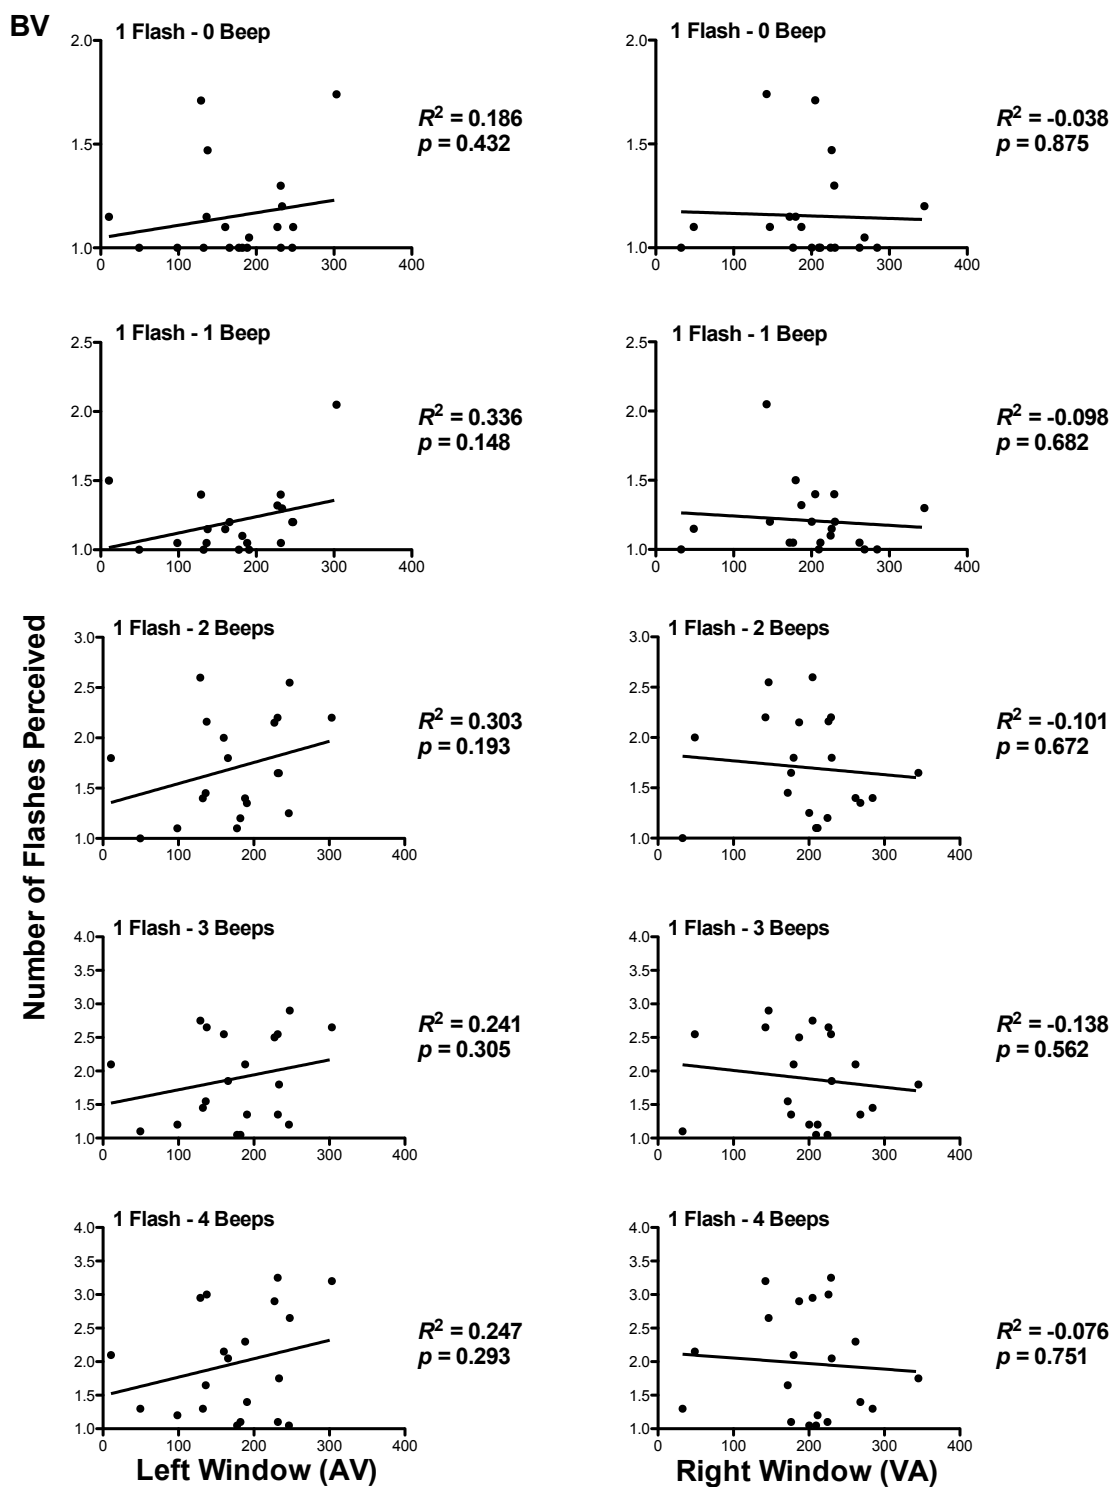 BV
1 Flash - 0 Beep
2.0
1.5
1.0
0 100 200 300 400
R² = 0.186
p = 0.432
1 Flash - 0 Beep
2.0
1.5
1.0
0 100 200 300 400
R² = -0.038
p = 0.875
1 Flash - 1 Beep
2.5
2.0
1.5
1.0
0 100 200 300 400
R² = 0.336
p = 0.148
1 Flash - 1 Beep
2.5
2.0
1.5
1.0
0 100 200 300 400
R² = -0.098
p = 0.682
Number of Flashes Perceived
1 Flash - 2 Beeps
3.0
2.5
2.0
1.5
1.0
0 100 200 300 400
R² = 0.303
p = 0.193
1 Flash - 2 Beeps
3.0
2.5
2.0
1.5
1.0
0 100 200 300 400
R² = -0.101
p = 0.672
1 Flash - 3 Beeps
4.0
3.5
3.0
2.5
2.0
1.5
1.0
0 100 200 300 400
R² = 0.241
p = 0.305
1 Flash - 3 Beeps
4.0
3.5
3.0
2.5
2.0
1.5
1.0
0 100 200 300 400
R² = -0.138
p = 0.562
1 Flash - 4 Beeps
4.0
3.5
3.0
2.5
2.0
1.5
1.0
0 100 200 300 400
R² = 0.247
p = 0.293
Left Window (AV)
1 Flash - 4 Beeps
4.0
3.5
3.0
2.5
2.0
1.5
1.0
0 100 200 300 400
R² = -0.076
p = 0.751
Right Window (VA)